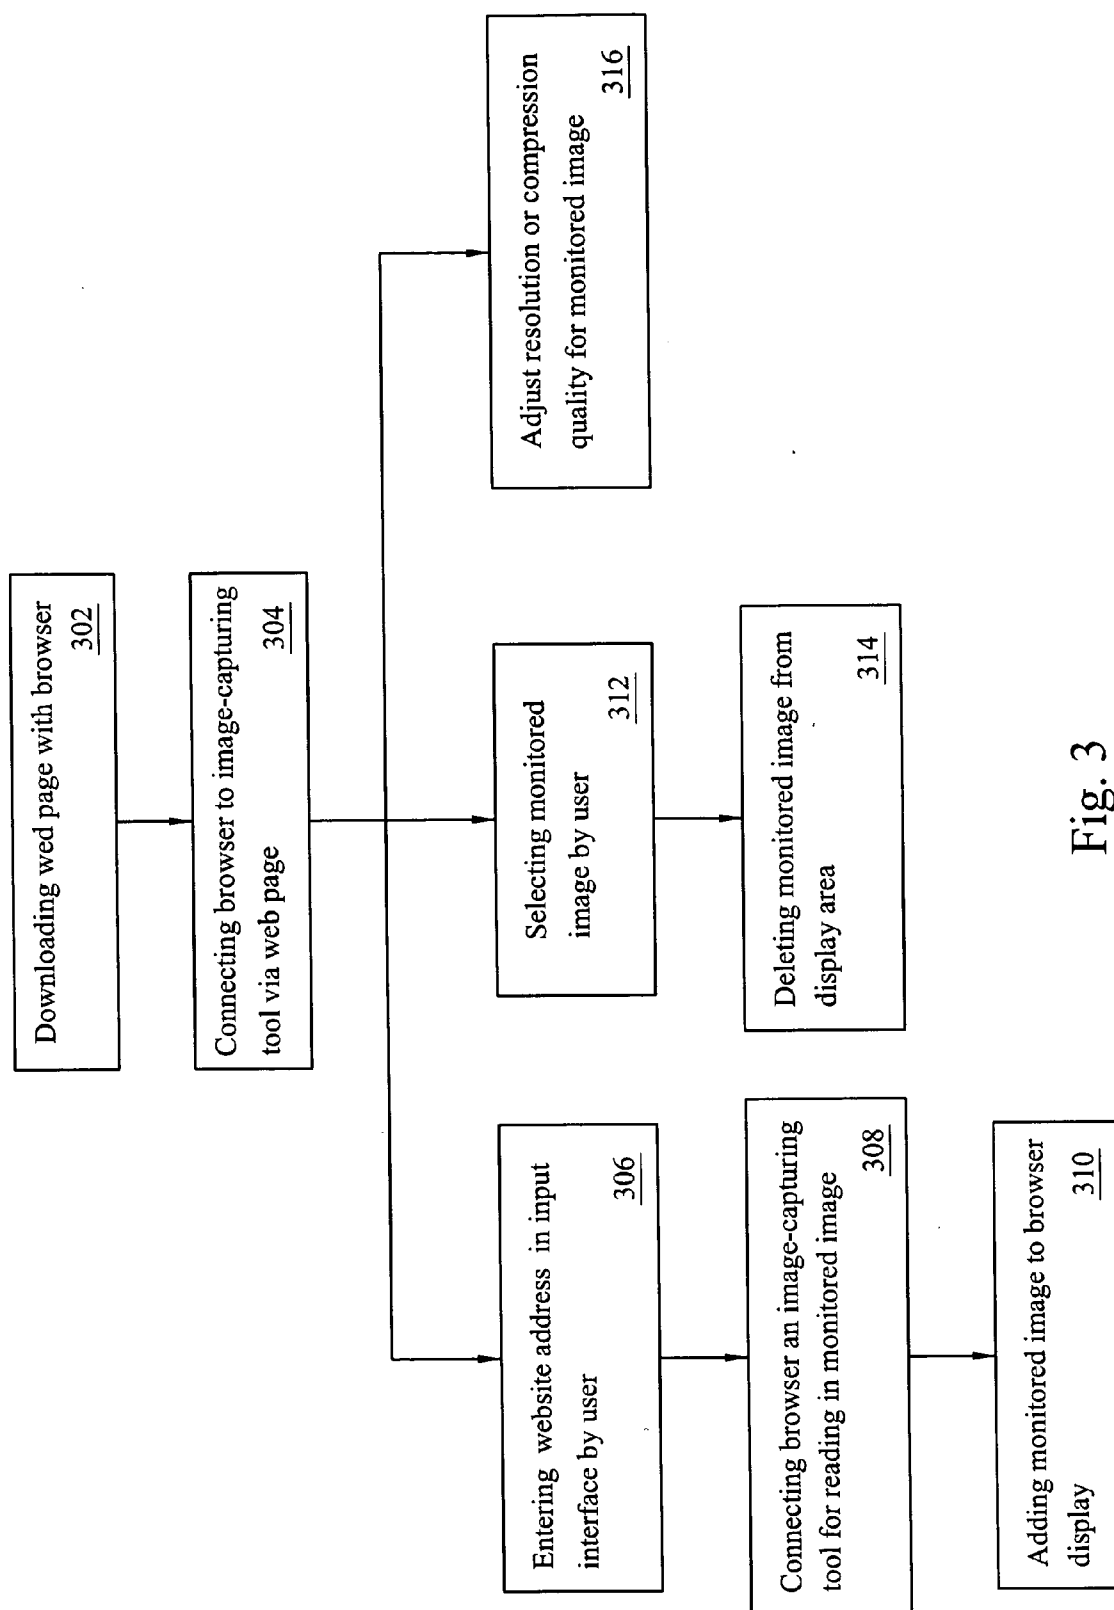 Downloading wed page with browser
302
Connecting browser to image-capturing
tool via web page
304
Entering website address in input
interface by user
306
Connecting browser an image-capturing
tool for reading in monitored image
308
Adding monitored image to browser
display
310
Selecting monitored
image by user
312
Deleting monitored image from
display area
314
Adjust resolution or compression
quality for monitored image
316
Fig. 3